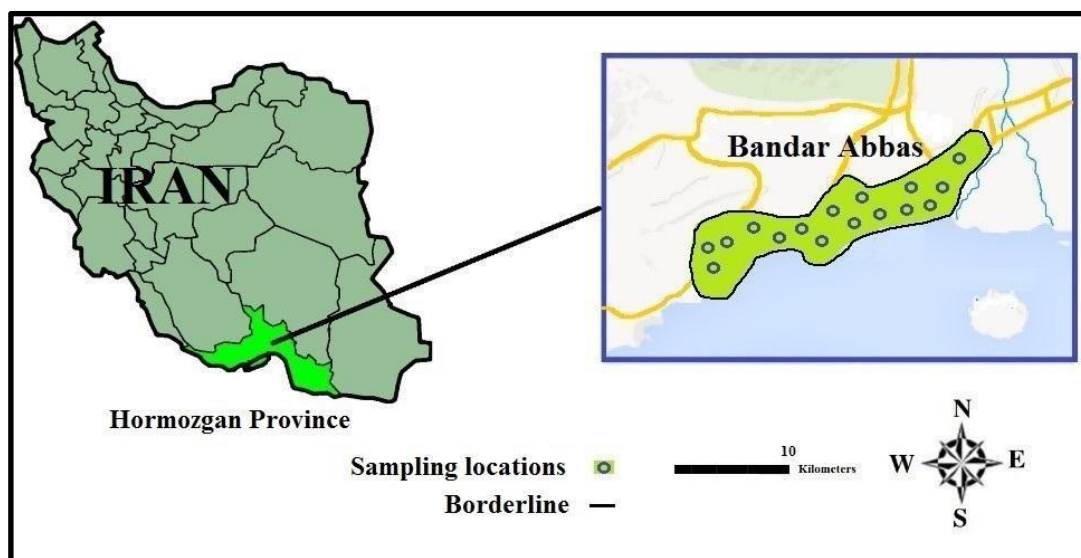 IRAN
Bandar Abbas
Hormozgan Province
Sampling locations
10
Kilometers
Borderline
N
W
E
S